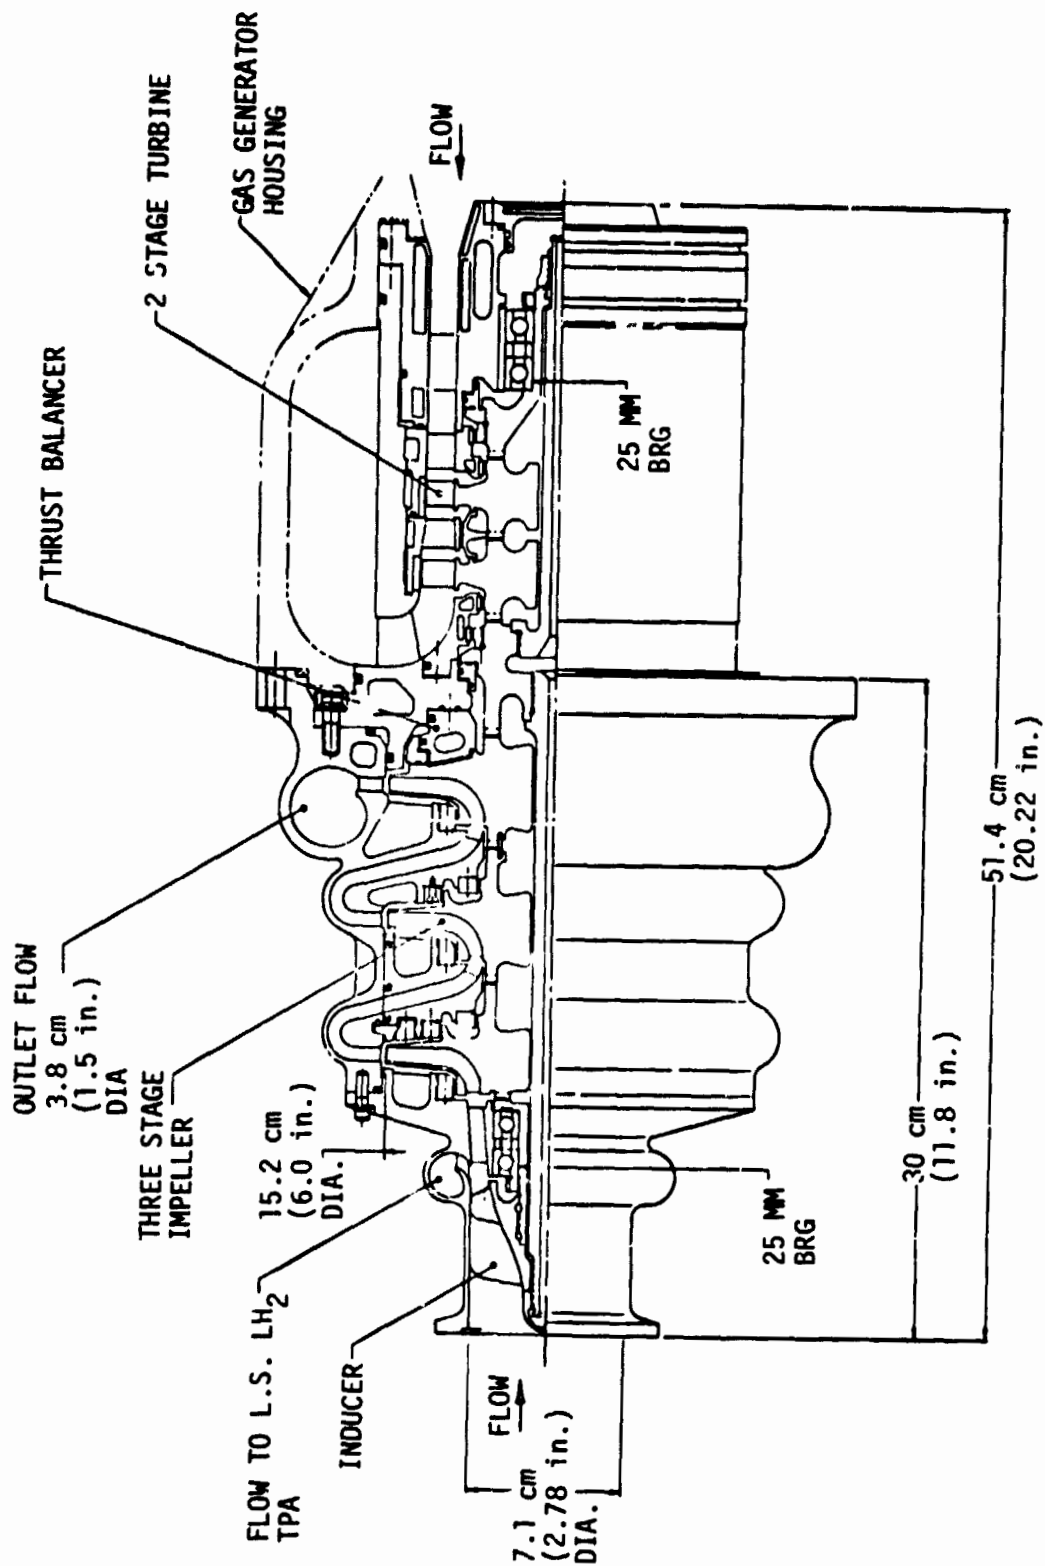 GAS GENERATOR
HOUSING
2 STAGE TURBINE
THRUST BALANCER
FLOW
25 MM
BRG
OUTLET FLOW
3.8 cm
(1.5 in.)
DIA
THREE STAGE
IMPELLER
15.2 cm
(6.0 in.)
DIA.
FLOW TO L.S. LH2
TPA
INDUCER
FLOW
7.1 cm
(2.78 in.)
DIA.
25 MM
BRG
30 cm
(11.8 in.)
51.4 cm
(20.22 in.)